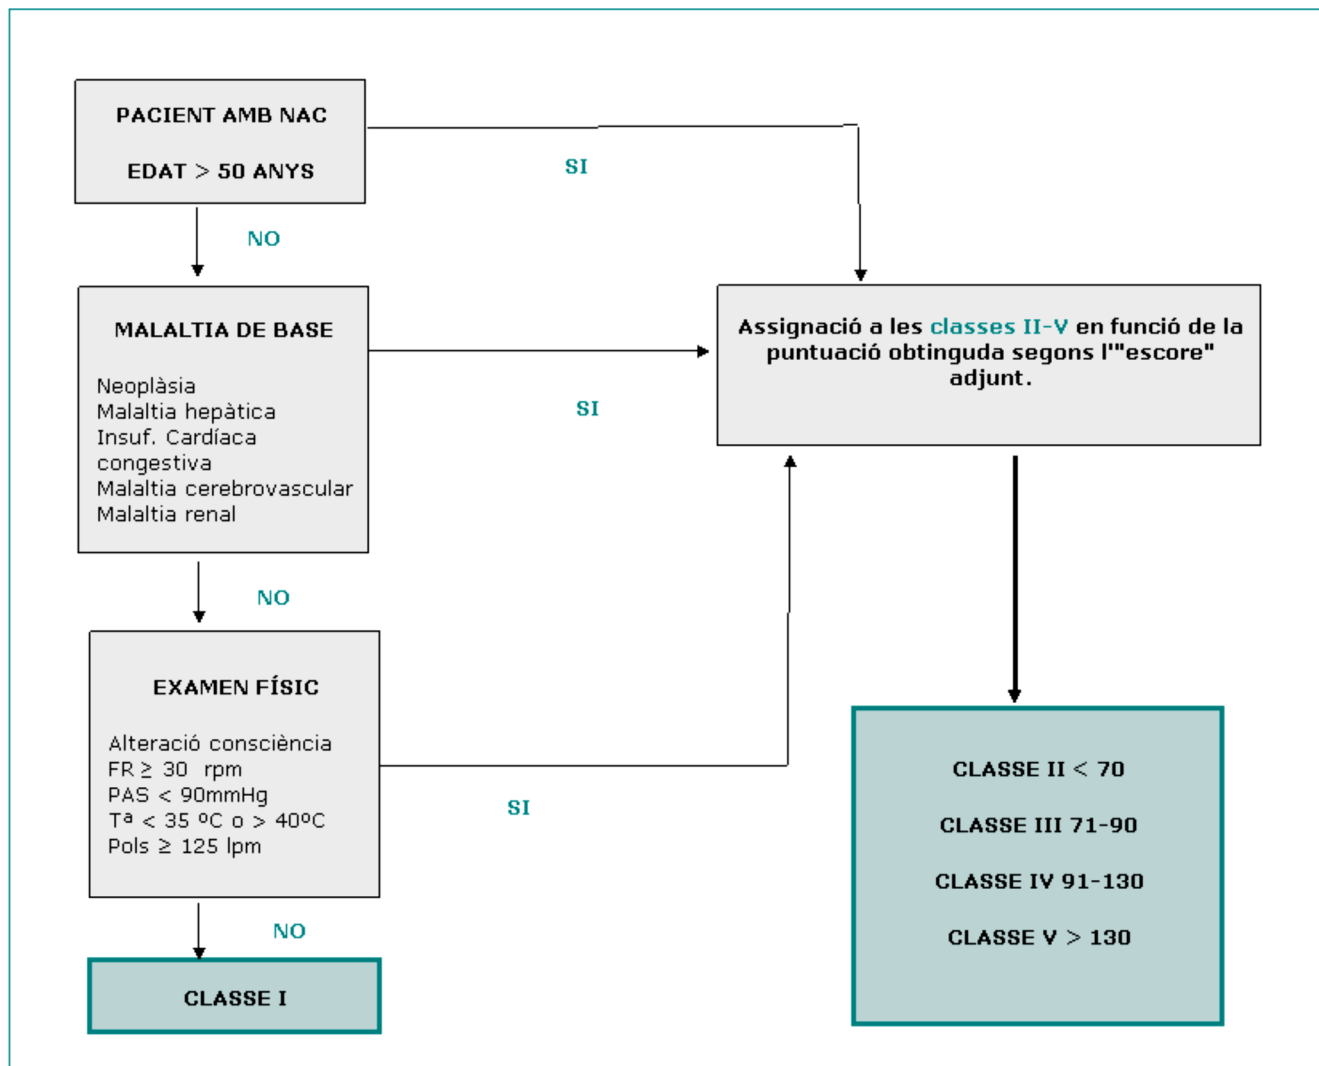 PACIENT AMB NAC
EDAT > 50 ANYS
SI
NO
MALALTIA DE BASE
Neoplàsia
Malaltia hepàtica
Insuf. Cardíaca
congestiva
Malaltia cerebrovascular
Malaltia renal
SI
Assignació a les classes II-V en funció de la
puntuació obtinguda segons l'"escore"
adjunt.
NO
EXAMEN FÍSIC
Alteració consciència
FR ≥ 30 rpm
PAS < 90mmHg
Tª < 35 ºC o > 40ºC
Pols ≥ 125 lpm
SI
NO
CLASSE I
CLASSE II < 70
CLASSE III 71-90
CLASSE IV 91-130
CLASSE V > 130